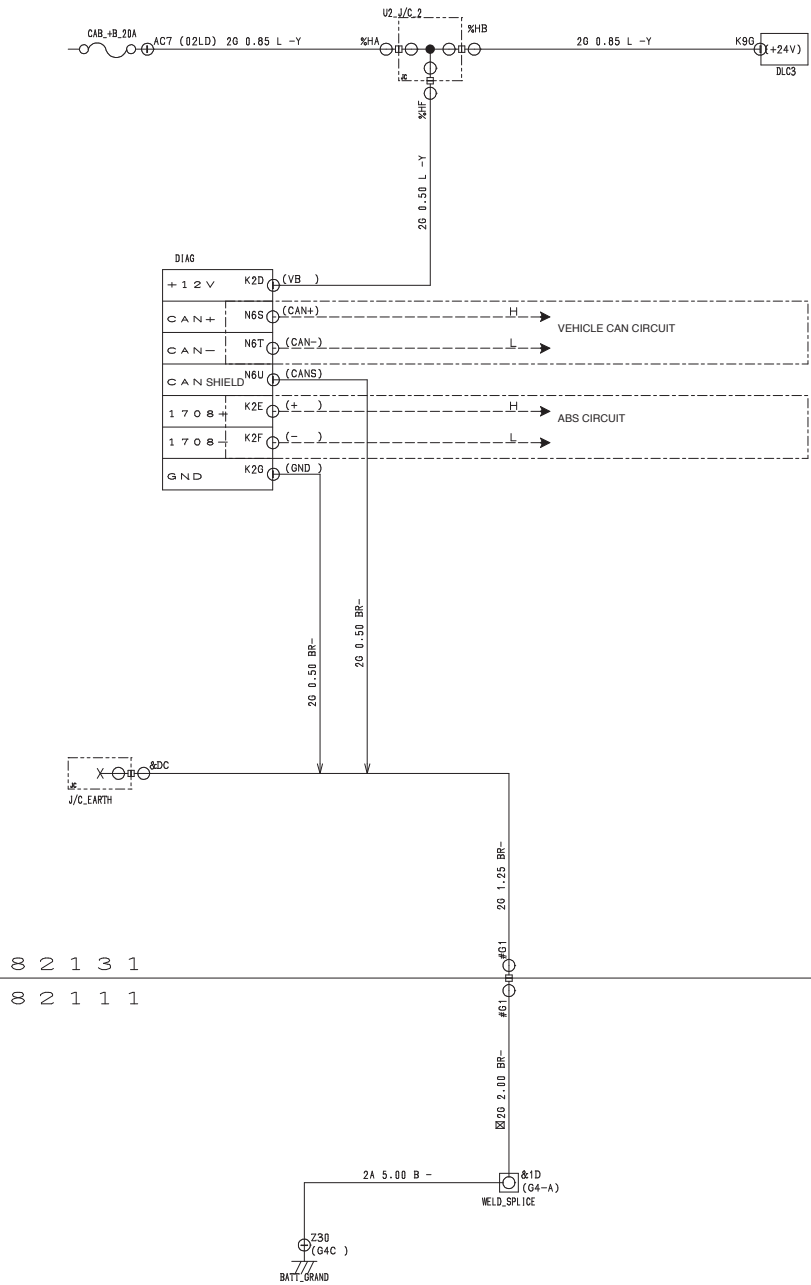 U2 J/C_2
CAB_+B_20A
AC7 (02LD) 2G 0.85 L -Y
%HA
%HB
2G 0.85 L -Y
K9G
(+24V)
DLC3
JC
%HF
2G 0.50 L -Y
DIAG
+12V K2D (VB )
CAN+ N6S (CAN+) H
VEHICLE CAN CIRCUIT
CAN- N6T (CAN-) L
CAN SHIELD N6U (CANS)
1708+ K2E (+ ) H
ABS CIRCUIT
1708- K2F (- ) L
GND K2G (GND )
2G 0.50 BR-
2G 0.50 BR-
&DC
JC
J/C_EARTH
2G 1.25 BR-
#G1
82131
82111
#G1
2G 2.00 BR-
2A 5.00 B -
&1D
(G4-A)
WELD_SPLICE
Z30
(G4C )
BATT_GRAND